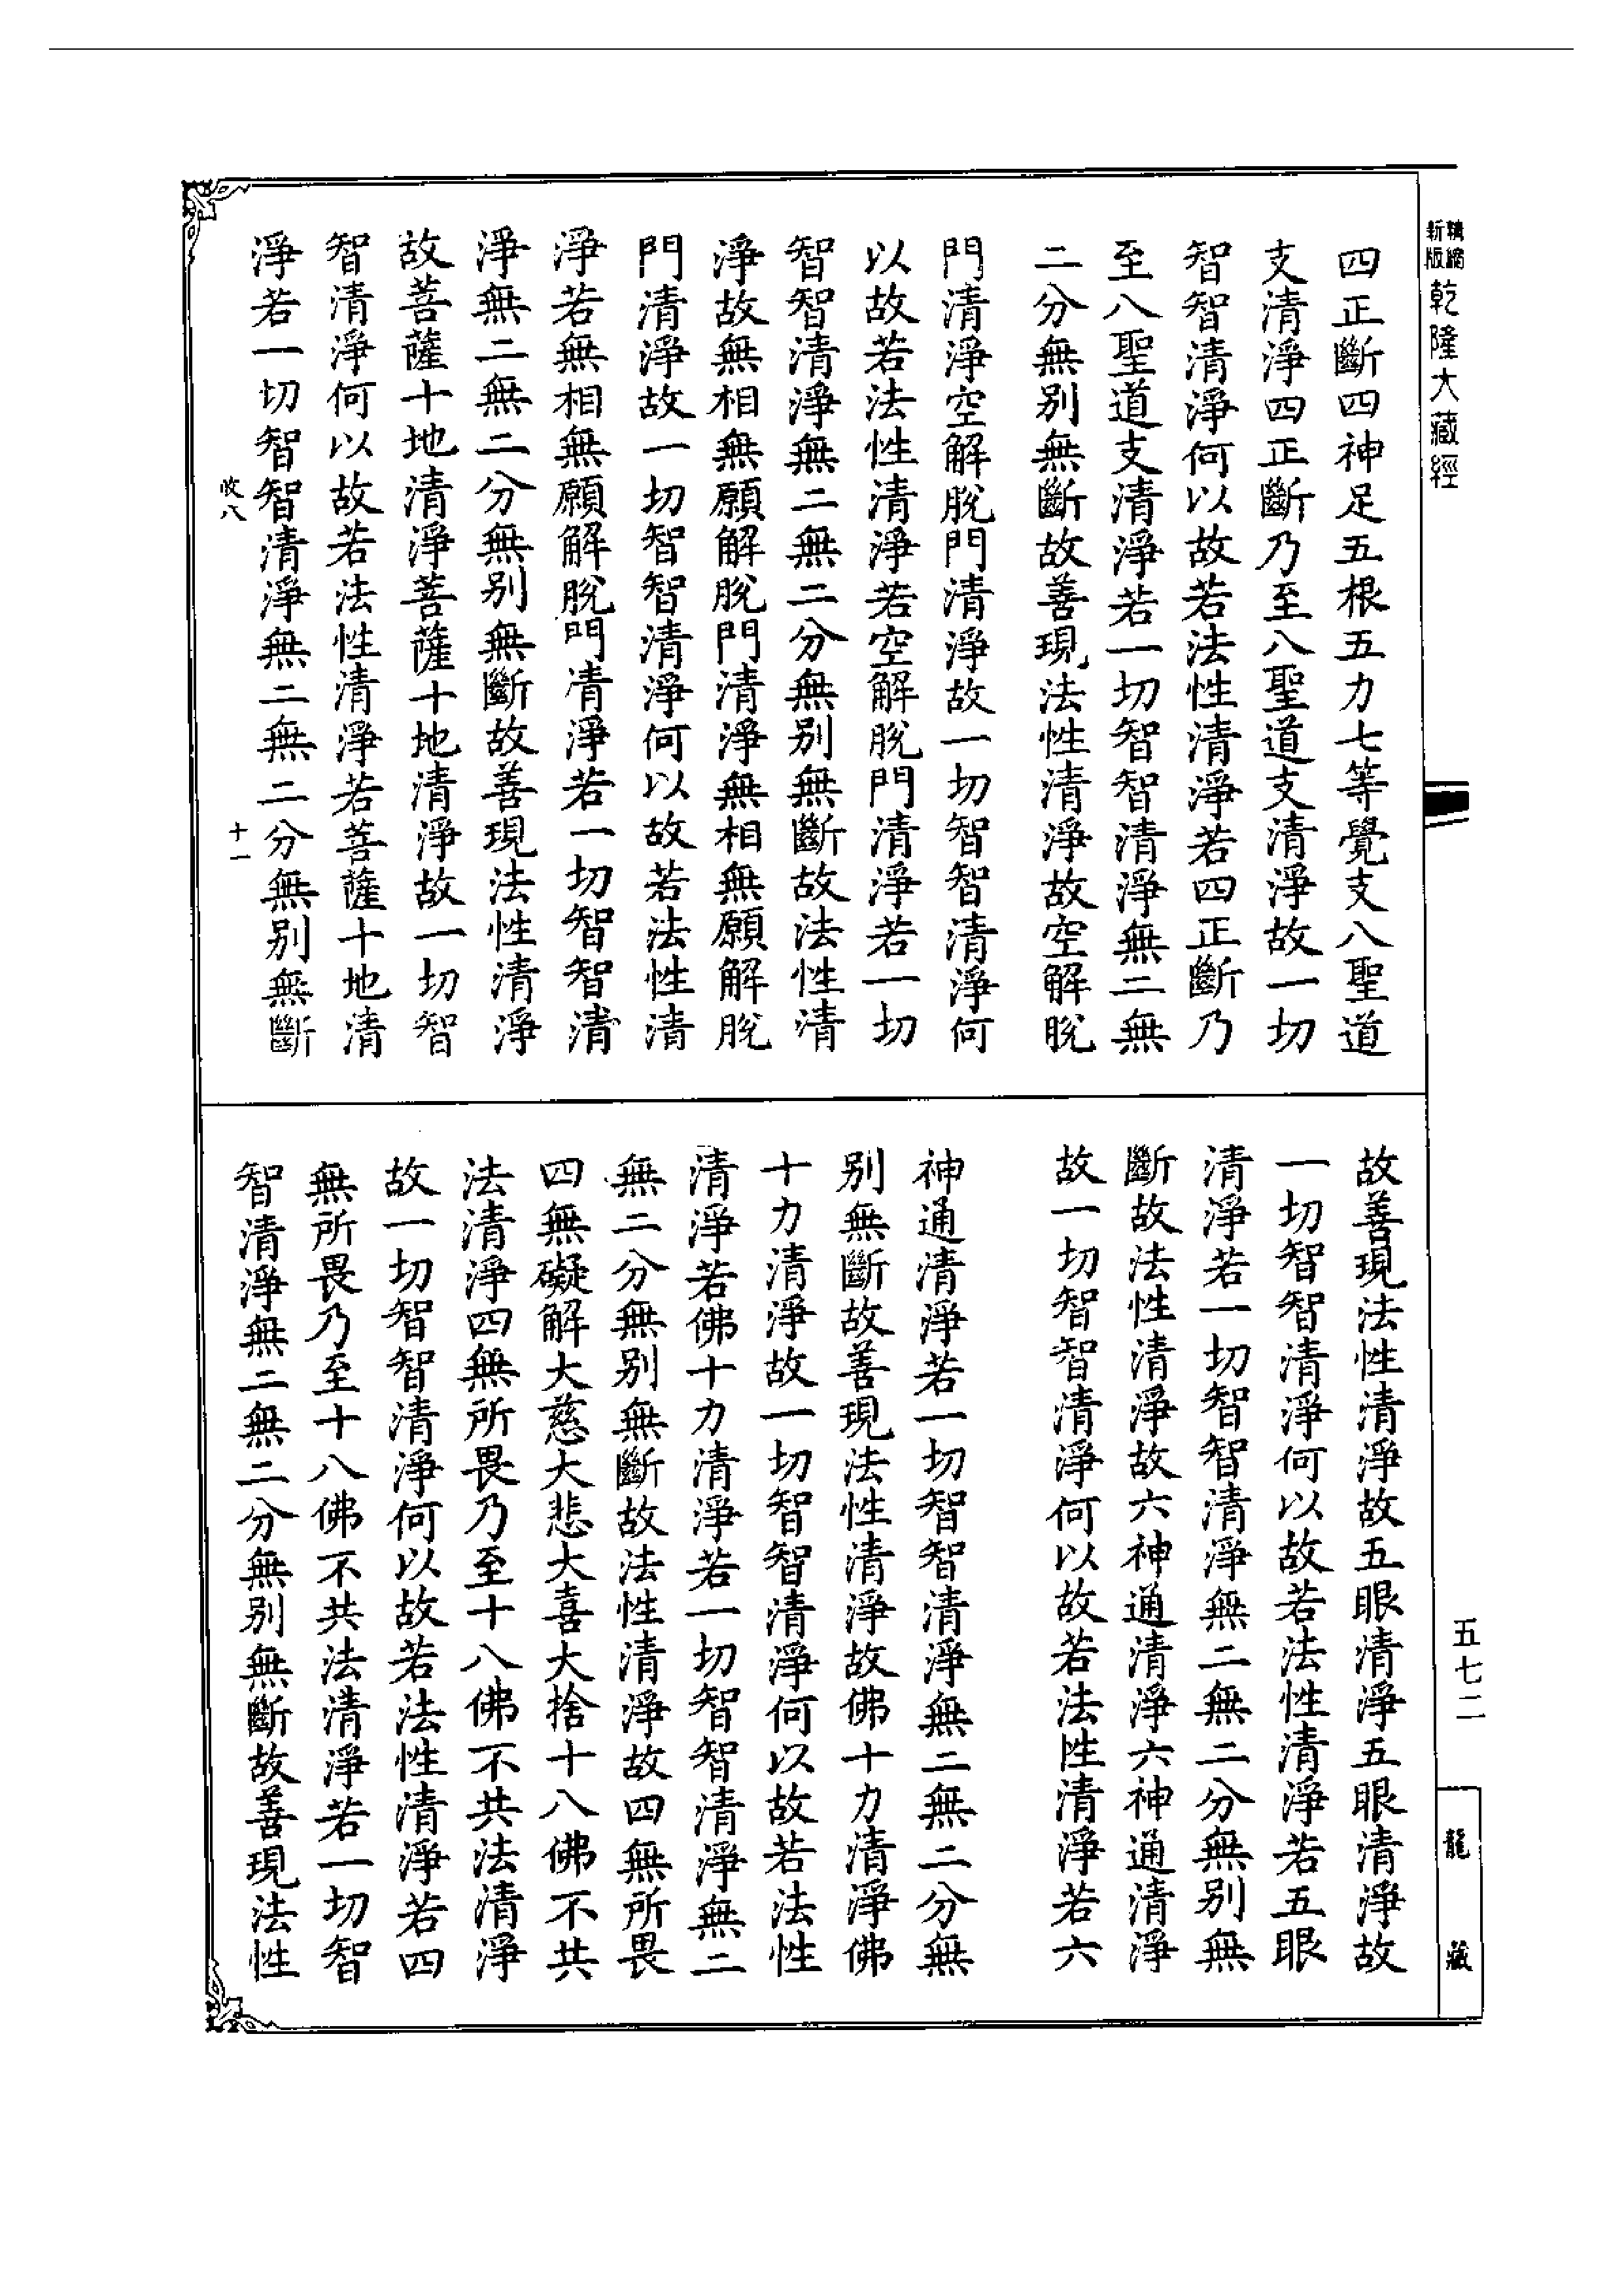 精縮新版乾隆大藏經
四正斷四神足五根五力七等覺支八聖道
支清淨四正斷乃至八聖道支清淨故一切
智智清淨何以故若法性清淨若四正斷乃
至八聖道支清淨若一切智智清淨無二無
二分無別無斷故善現法性清淨故空解脫
門清淨空解脫門清淨故一切智智清淨何
以故若法性清淨若空解脫門清淨若一切
智智清淨無二無二分無別無斷故法性清
淨故無相無願解脫門清淨無相無願解脫
門清淨故一切智智清淨何以故若法性清
淨若無相無願解脫門清淨若一切智智清
淨無二無二分無別無斷故善現法性清淨
故菩薩十地清淨菩薩十地清淨故一切智
智清淨何以故若法性清淨若菩薩十地清
淨若一切智智清淨無二無二分無別無斷
收八
十一
故善現法性清淨故五眼清淨五眼清淨故
一切智智清淨何以故若法性清淨若五眼
清淨若一切智智清淨無二無二分無別無
斷故法性清淨故六神通清淨六神通清淨
故一切智智清淨何以故若法性清淨若六
神通清淨若一切智智清淨無二無二分無
別無斷故善現法性清淨故佛十力清淨佛
十力清淨故一切智智清淨何以故若法性
清淨若佛十力清淨若一切智智清淨無二
無二分無別無斷故法性清淨故四無所畏
四無礙解大慈大悲大喜大捨十八佛不共
法清淨四無所畏乃至十八佛不共法清淨
故一切智智清淨何以故若法性清淨若四
無所畏乃至十八佛不共法清淨若一切智
智清淨無二無二分無別無斷故善現法性
五七二
龍藏